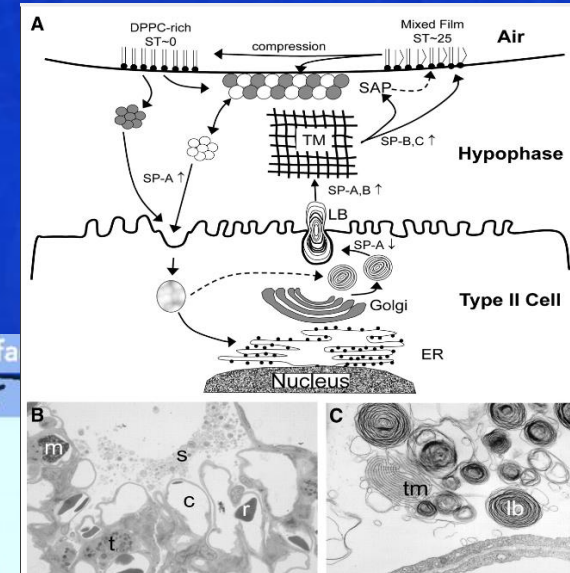 A
DPPC-rich
ST~0
compression
Mixed Film
ST~25
Air
SAP
TM
SP-B,C ↑
Hypophase
SP-A ↑
SP-A,B ↑
LB
SP-A ↓
Golgi
Type II Cell
ER
Nucleus
fa
B
m
s
c
r
t
C
tm
lb